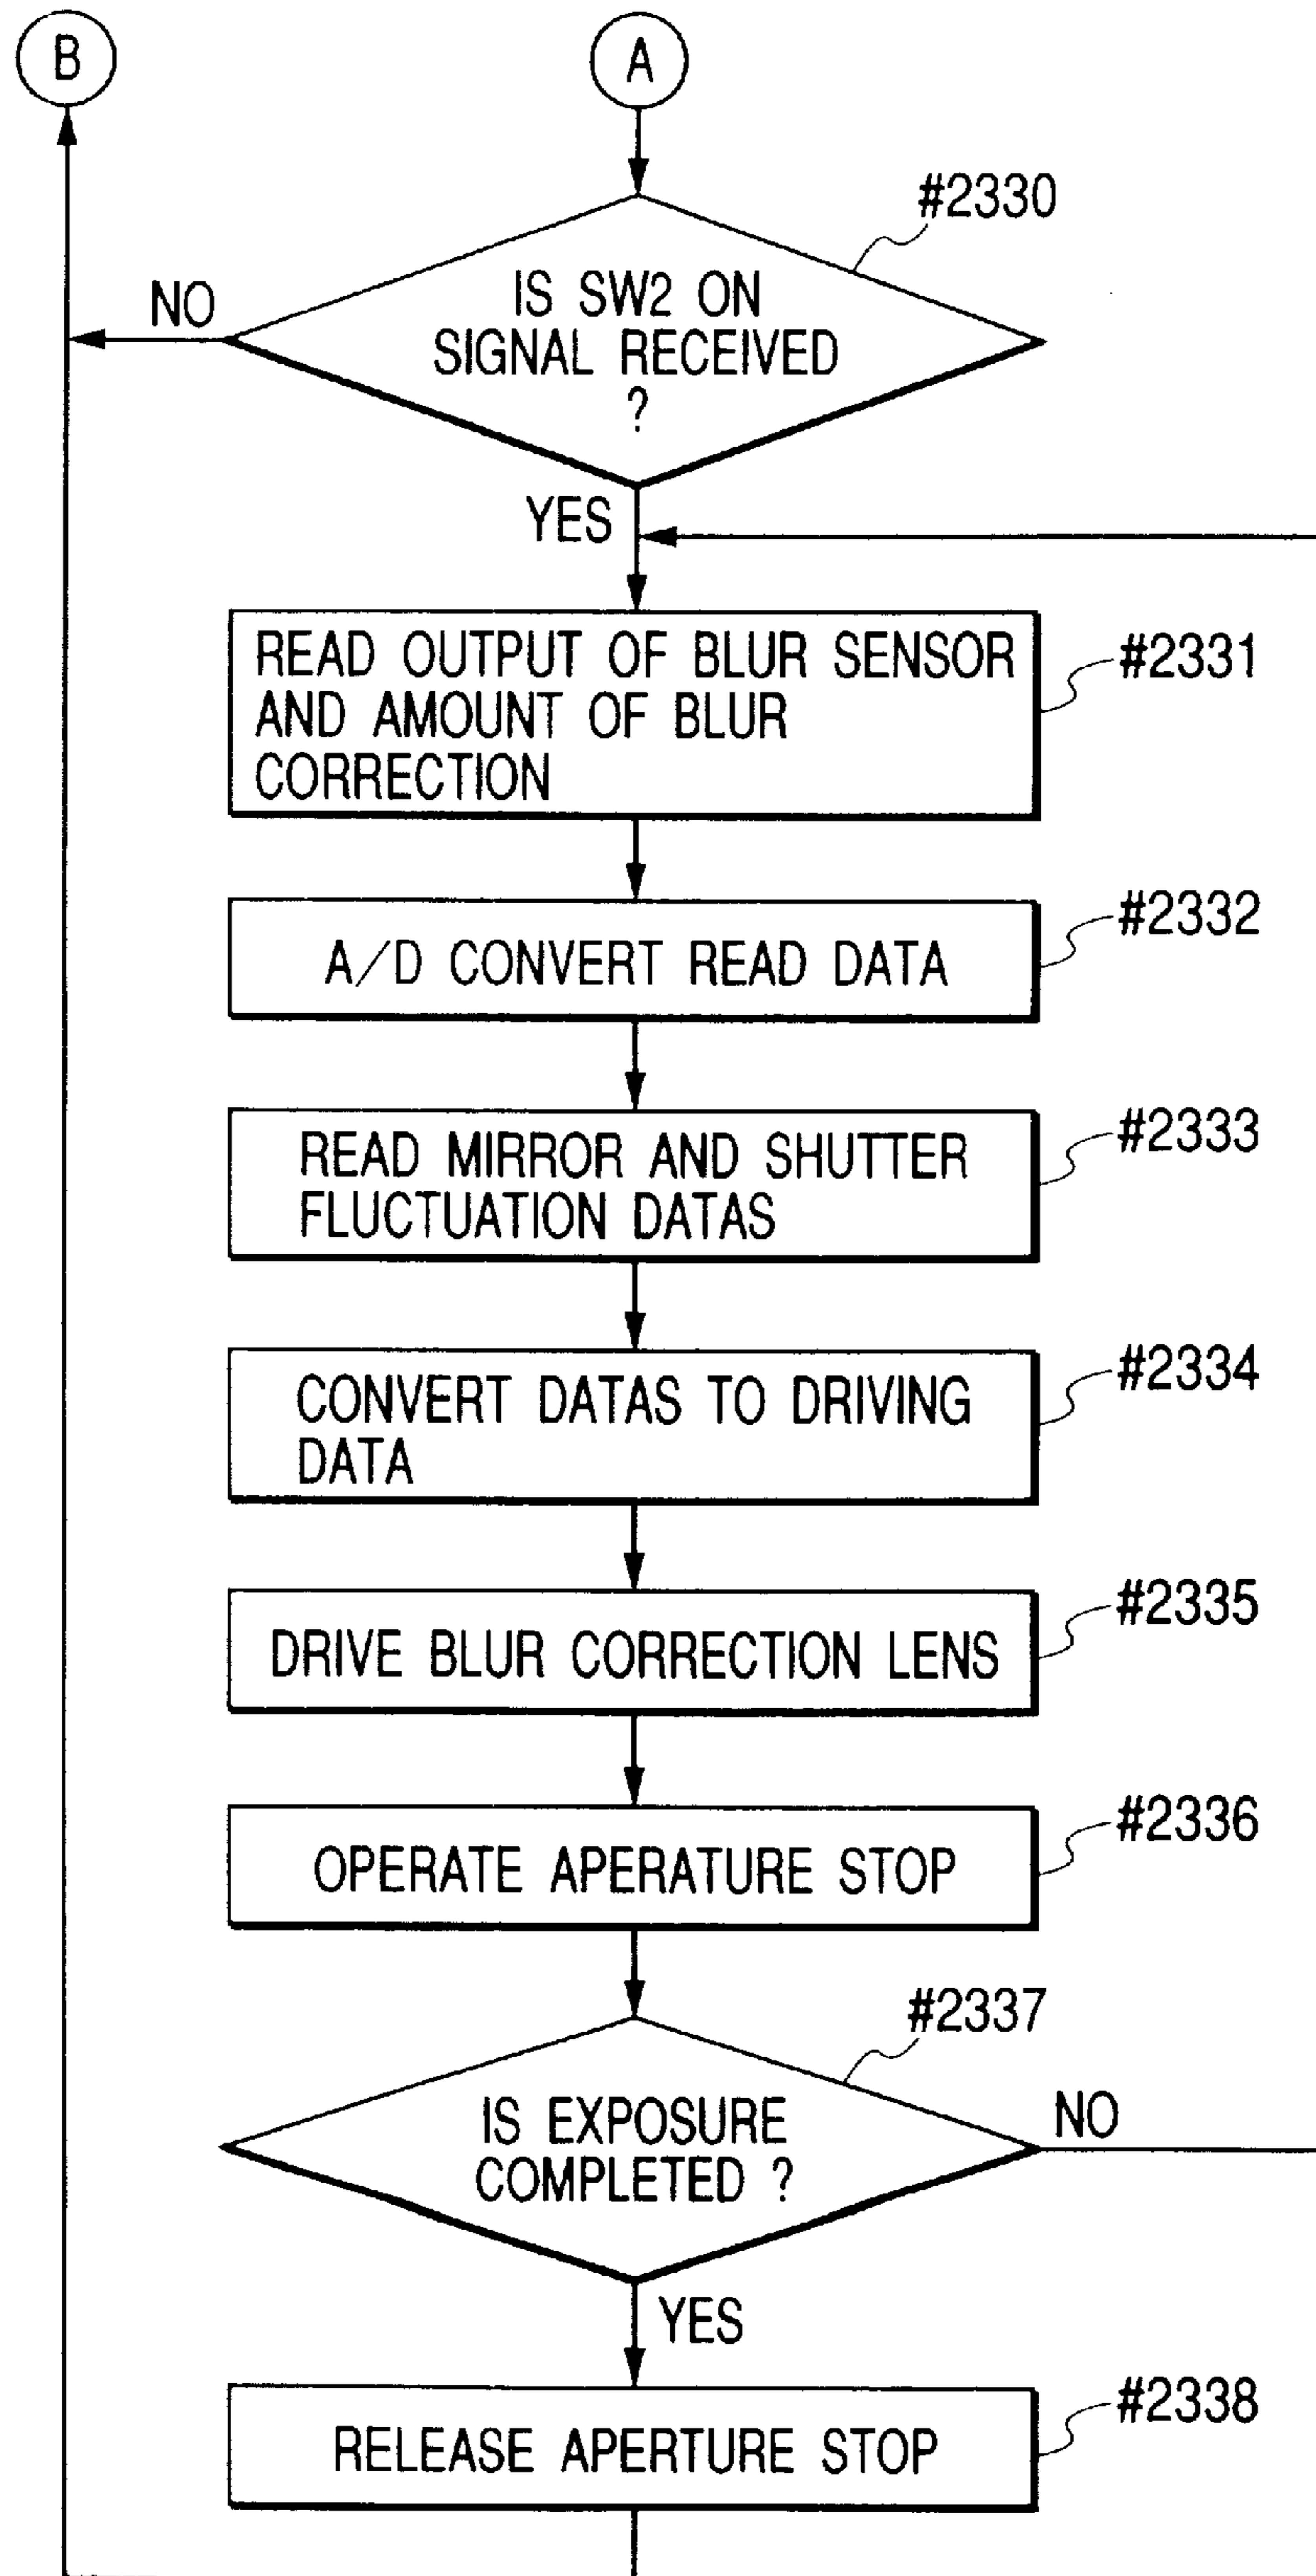 B
A
#2330
IS SW2 ON
SIGNAL RECEIVED
?
NO
YES
READ OUTPUT OF BLUR SENSOR
AND AMOUNT OF BLUR
CORRECTION
#2331
A/D CONVERT READ DATA
#2332
READ MIRROR AND SHUTTER
FLUCTUATION DATAS
#2333
CONVERT DATAS TO DRIVING
DATA
#2334
DRIVE BLUR CORRECTION LENS
#2335
OPERATE APERATURE STOP
#2336
#2337
IS EXPOSURE
COMPLETED ?
NO
YES
RELEASE APERTURE STOP
#2338